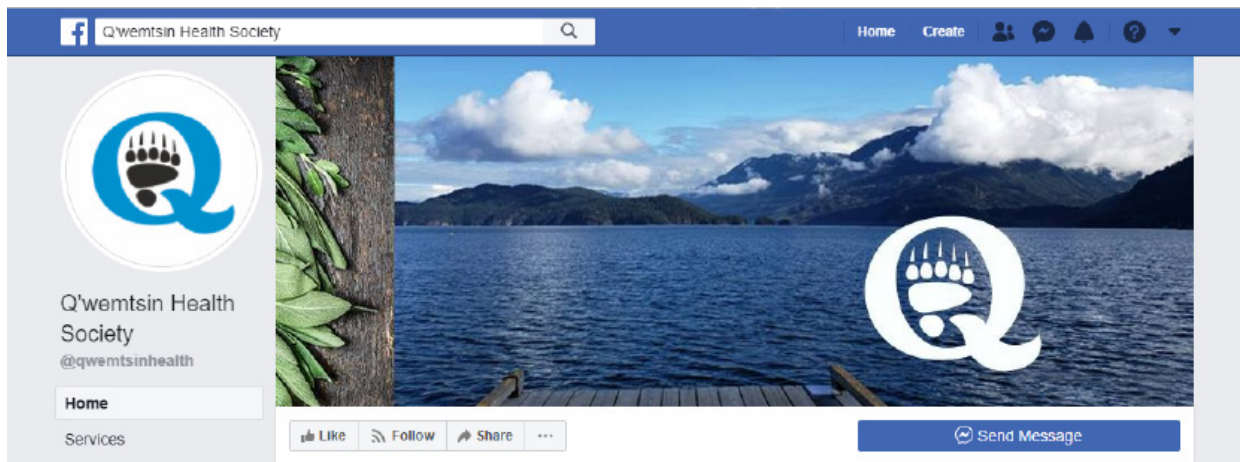 Q'wemtsin Health Society
Home Create
Q'wemtsin Health
Society
@qwemtsinhealth
Home
Services
Like Follow Share ...
Send Message